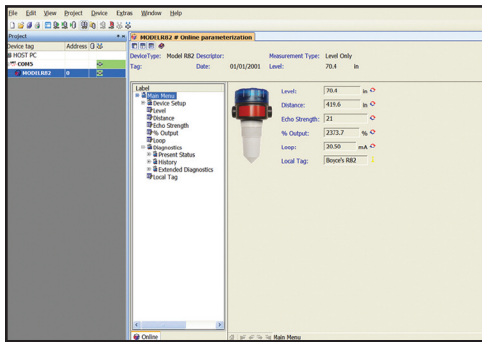 File Edit View Project Device Extras Window Help
Project
MODELR82 # Online parameterization
Device tag Address
HOST PC
COM5
MODELR82 0
DeviceType: Model R82 Descriptor: Measurement Type: Level Only
Tag: Date: 01/01/2001 Level: 70.4 in
Label
Main Menu
Device Setup
Level
Distance
Echo Strength
% Output
Loop
Diagnostics
Present Status
History
Extended Diagnostics
Local Tag
Level: 70.4 in
Distance: 419.6 in
Echo Strength: 21
% Output: 2373.7 %
Loop: 20.50 mA
Local Tag: Boyce's R82
Online
Main Menu